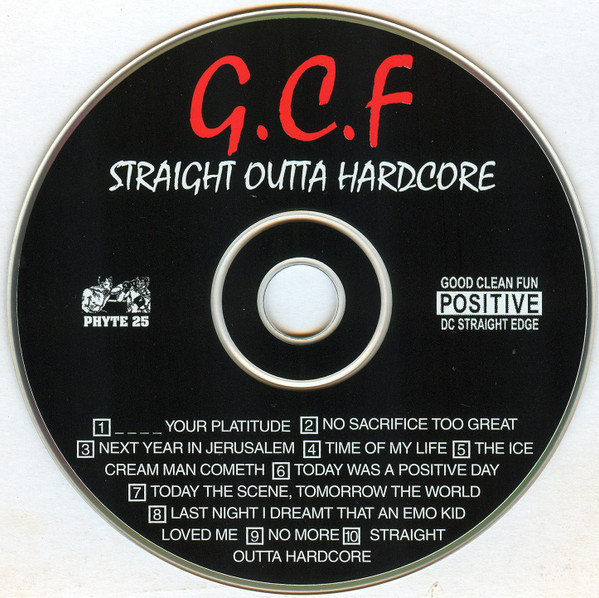 G.C.F
STRAIGHT OUTTA HARDCORE
PHYTE 25
GOOD CLEAN FUN
POSITIVE
DC STRAIGHT EDGE
1 _ _ _ _ YOUR PLATITUDE 2 NO SACRIFICE TOO GREAT
3 NEXT YEAR IN JERUSALEM 4 TIME OF MY LIFE 5 THE ICE
CREAM MAN COMETH 6 TODAY WAS A POSITIVE DAY
7 TODAY THE SCENE, TOMORROW THE WORLD
8 LAST NIGHT I DREAMT THAT AN EMO KID
LOVED ME 9 NO MORE 10 STRAIGHT
OUTTA HARDCORE